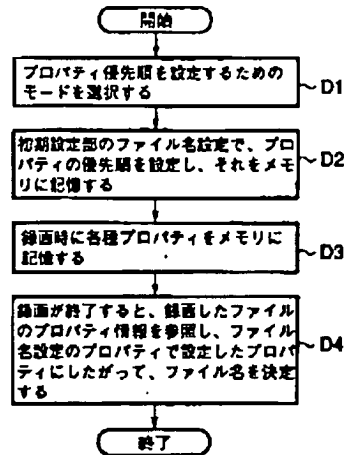 開始
プロパティ優先順を設定するための
モードを選択する
D1
初期設定部のファイル名設定で、プロ
パティの優先順を設定し、それをメモ
リに記憶する
D2
録画時に各種プロパティをメモリに
記憶する
D3
録画が終了すると、録画したファイル
のプロパティ情報を参照し、ファイル
名設定のプロパティで設定したプロパ
ティにしたがって、ファイル名を決定
する
D4
終了